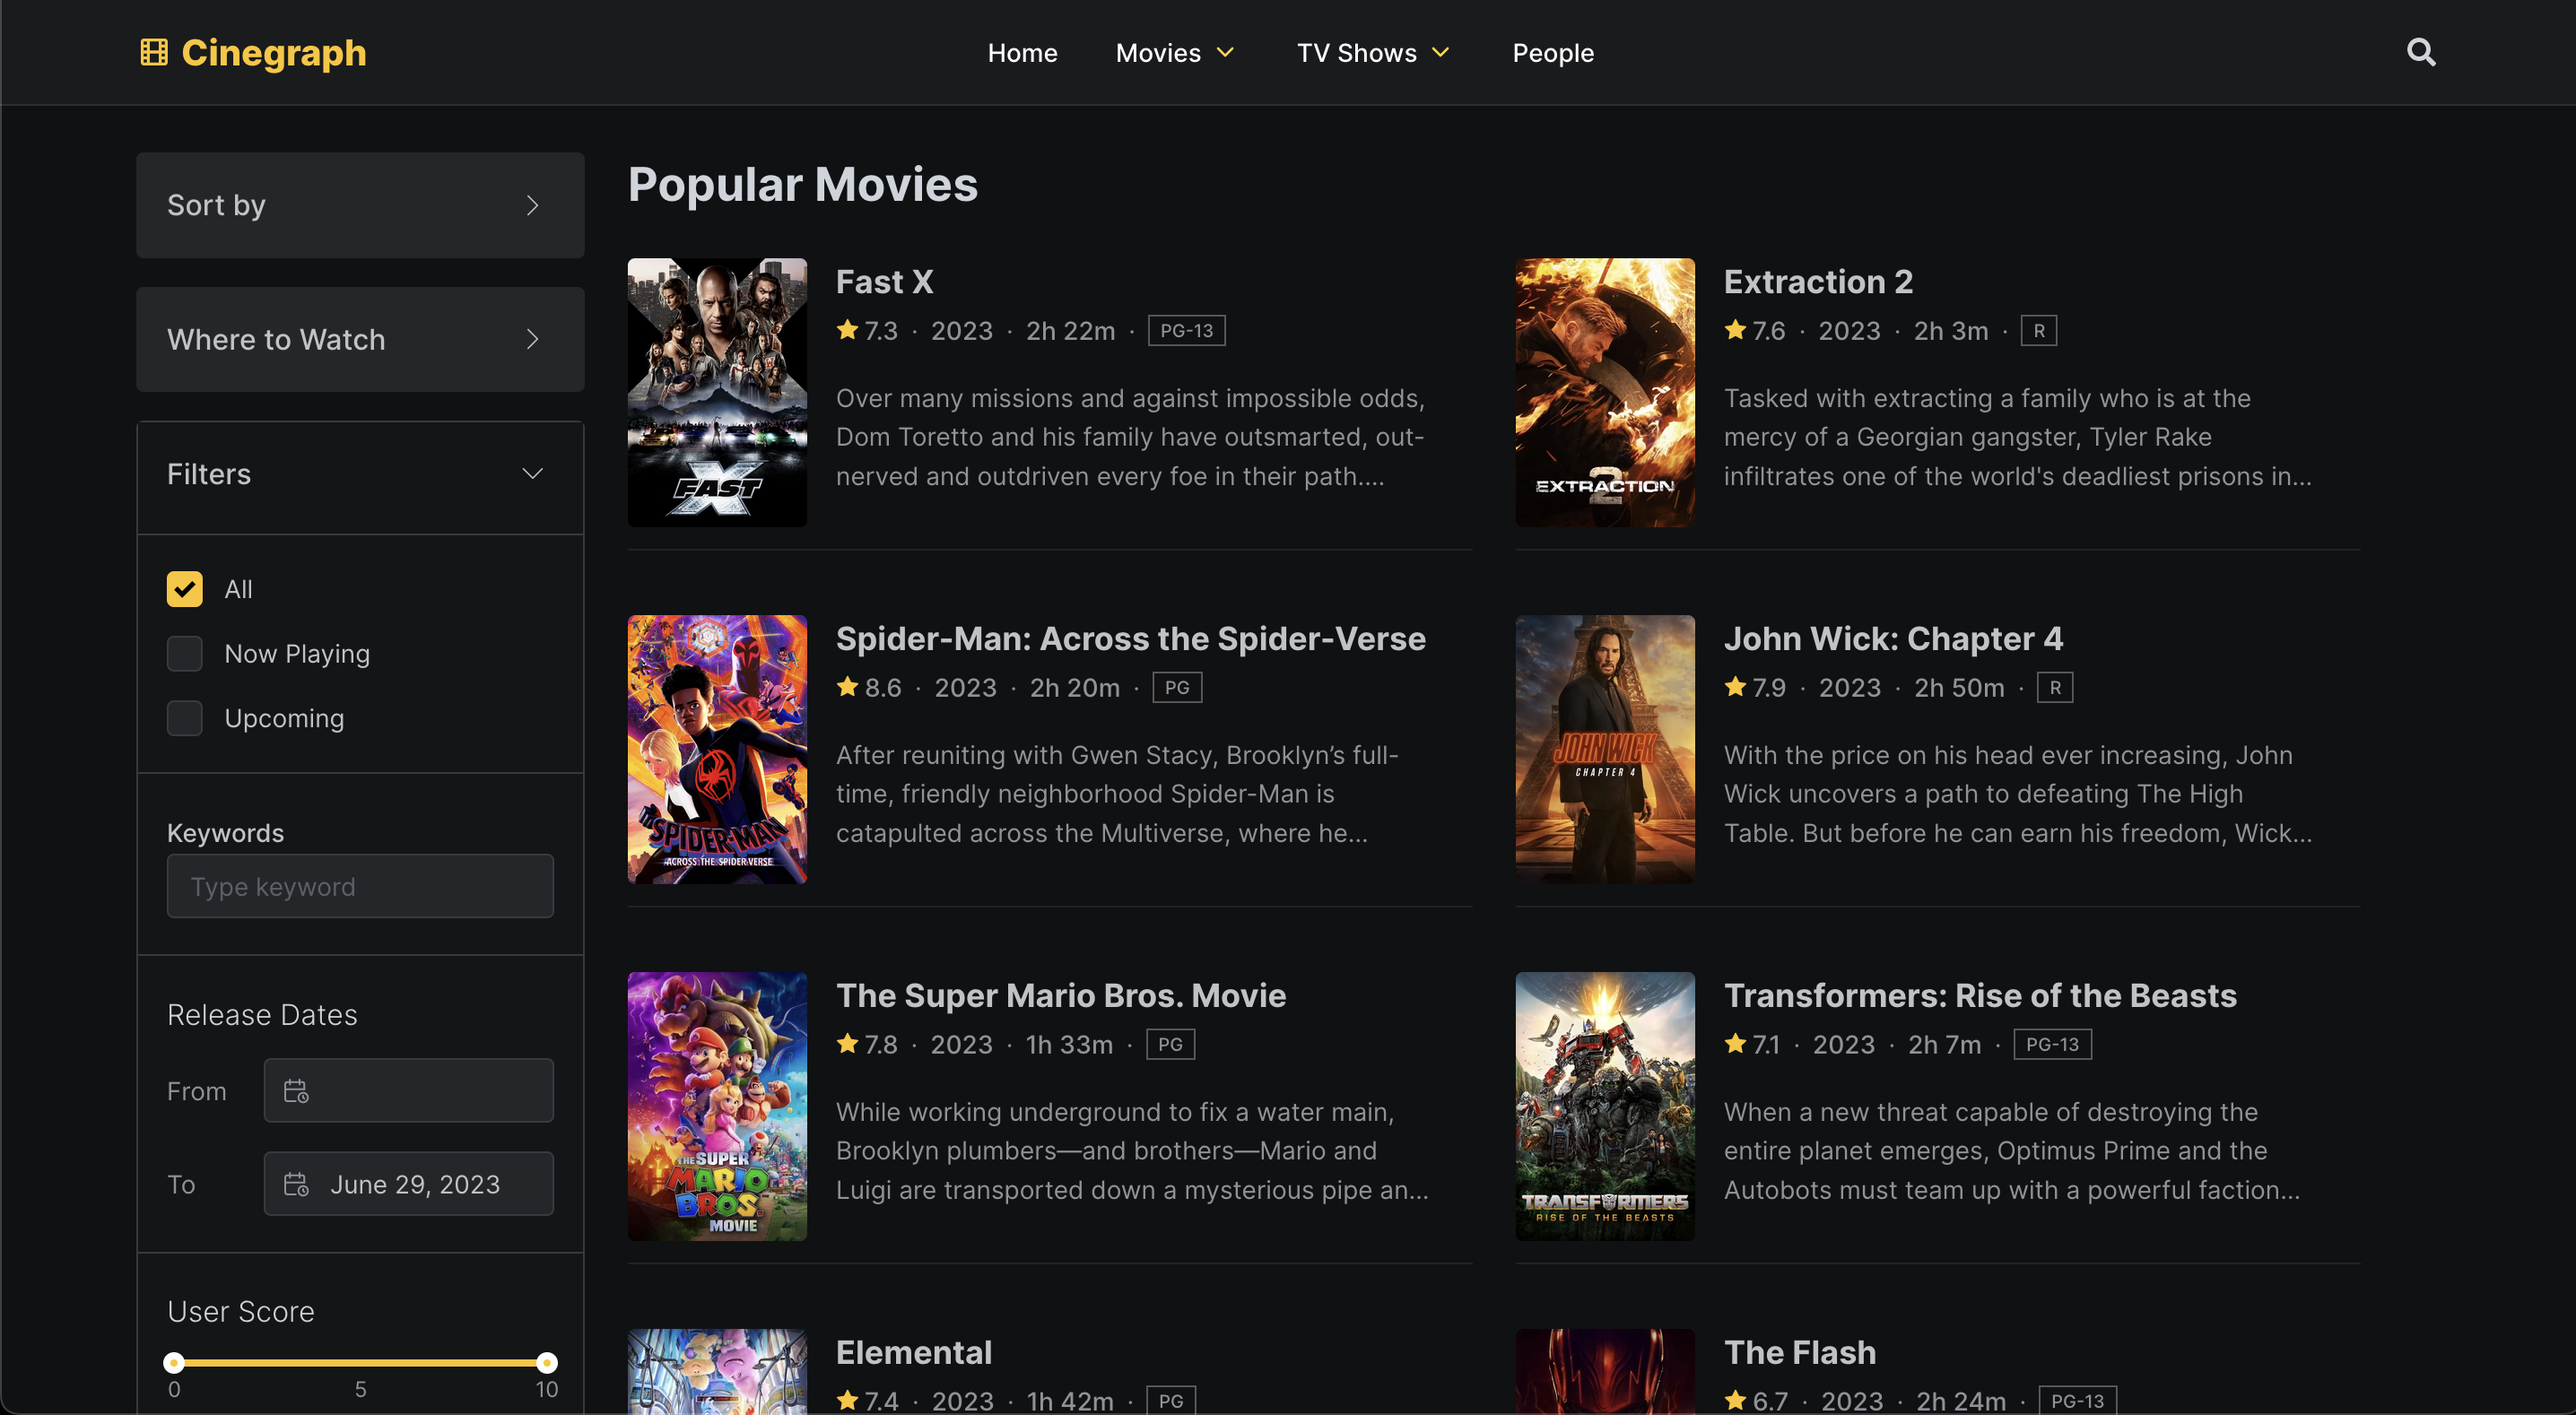 Cinegraph
Home
Movies
TV Shows
People
Sort by
Where to Watch
Filters
All
Now Playing
Upcoming
Keywords
Type keyword
Release Dates
From
To
June 29, 2023
User Score
0 5 10
Popular Movies
FAST X
Fast X
7.3 · 2023 · 2h 22m · PG-13
Over many missions and against impossible odds,
Dom Toretto and his family have outsmarted, out-
nerved and outdriven every foe in their path....
EXTRACTION 2
Extraction 2
7.6 · 2023 · 2h 3m · R
Tasked with extracting a family who is at the
mercy of a Georgian gangster, Tyler Rake
infiltrates one of the world's deadliest prisons in...
SPIDER-MAN
ACROSS THE SPIDER-VERSE
Spider-Man: Across the Spider-Verse
8.6 · 2023 · 2h 20m · PG
After reuniting with Gwen Stacy, Brooklyn’s full-
time, friendly neighborhood Spider-Man is
catapulted across the Multiverse, where he...
JOHN WICK
CHAPTER 4
John Wick: Chapter 4
7.9 · 2023 · 2h 50m · R
With the price on his head ever increasing, John
Wick uncovers a path to defeating The High
Table. But before he can earn his freedom, Wick...
THE SUPER
MARIO
BROS.
MOVIE
The Super Mario Bros. Movie
7.8 · 2023 · 1h 33m · PG
While working underground to fix a water main,
Brooklyn plumbers—and brothers—Mario and
Luigi are transported down a mysterious pipe an...
TRANSFORMERS
RISE OF THE BEASTS
Transformers: Rise of the Beasts
7.1 · 2023 · 2h 7m · PG-13
When a new threat capable of destroying the
entire planet emerges, Optimus Prime and the
Autobots must team up with a powerful faction...
Elemental
7.4 · 2023 · 1h 42m · PG
The Flash
6.7 · 2023 · 2h 24m · PG-13